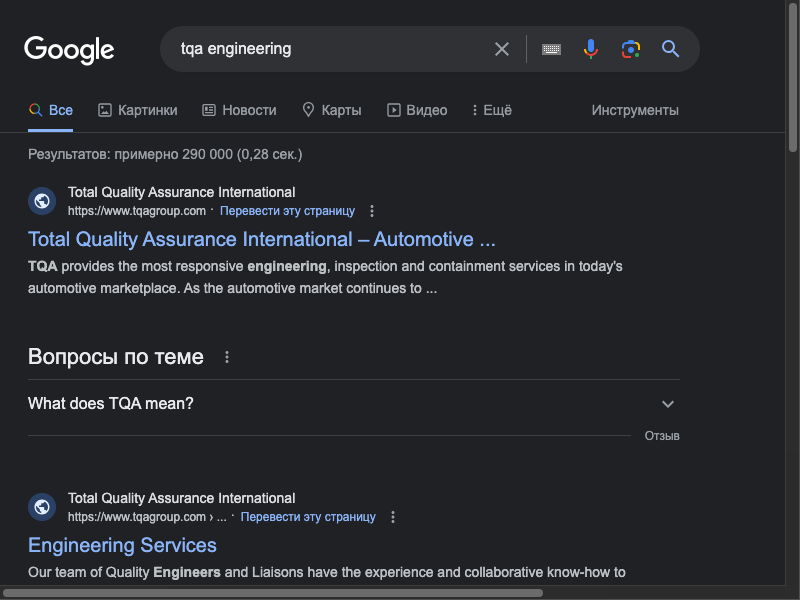 Google
tqa engineering
Все
Картинки
Новости
Карты
Видео
Ещё
Инструменты
Результатов: примерно 290 000 (0,28 сек.)
Total Quality Assurance International
https://www.tqagroup.com · Перевести эту страницу
Total Quality Assurance International – Automotive ...
TQA provides the most responsive engineering, inspection and containment services in today's
automotive marketplace. As the automotive market continues to ...
Вопросы по теме
What does TQA mean?
Отзыв
Total Quality Assurance International
https://www.tqagroup.com › ... · Перевести эту страницу
Engineering Services
Our team of Quality Engineers and Liaisons have the experience and collaborative know-how to